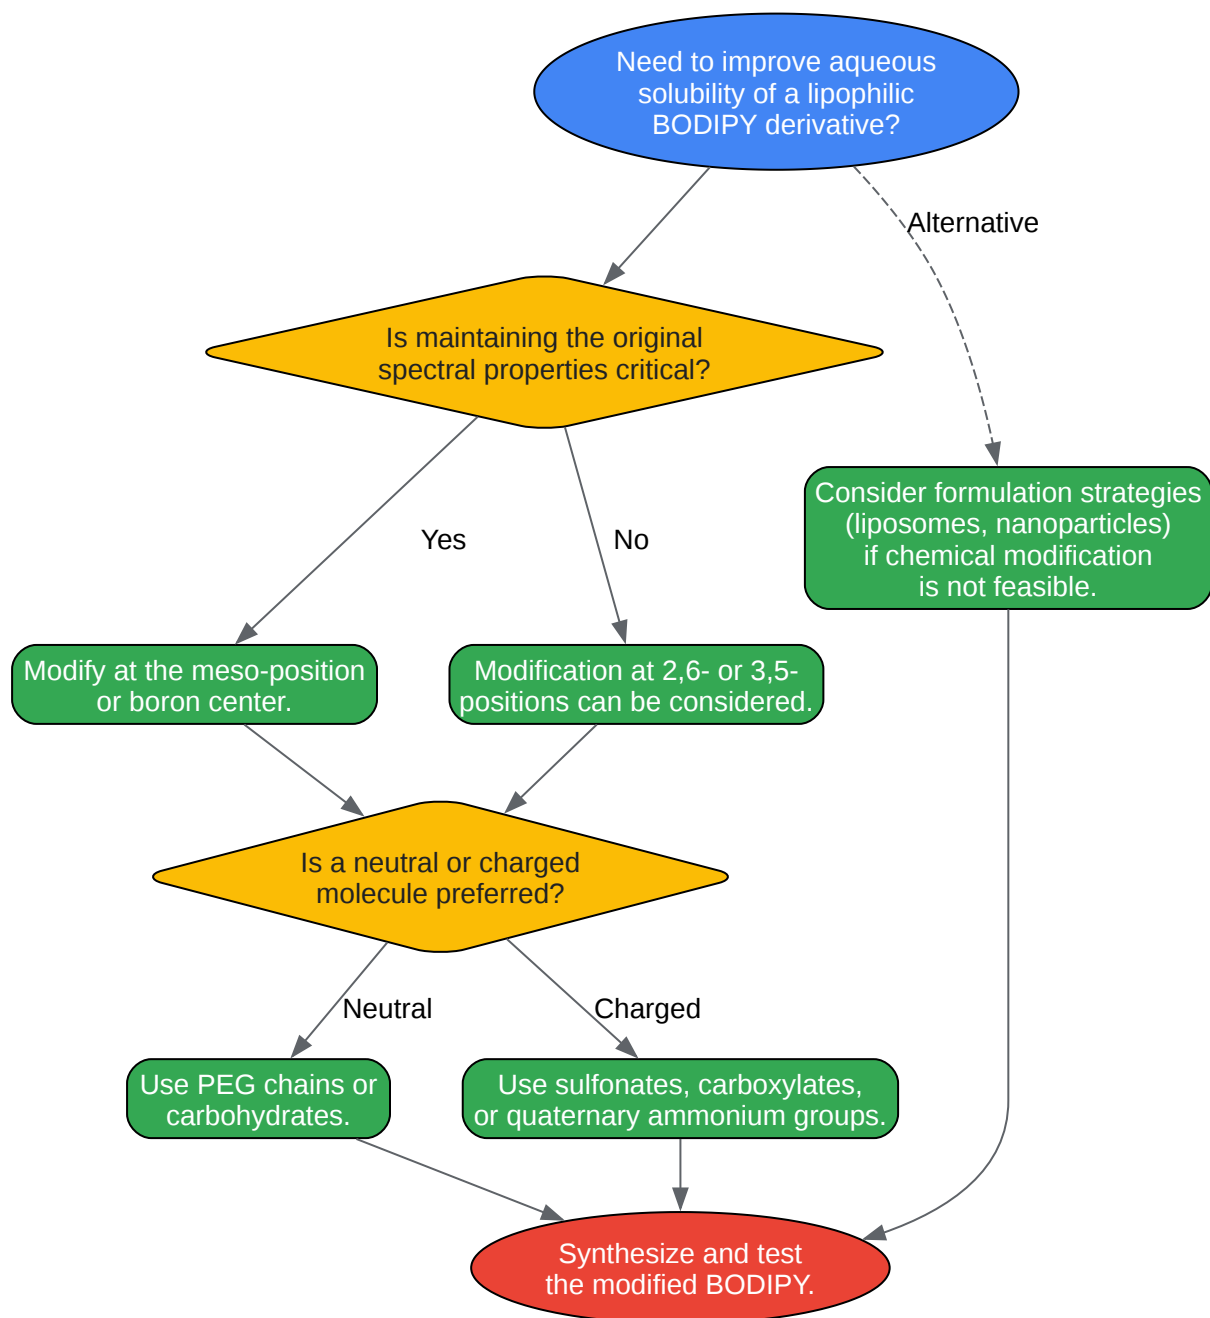 Need to improve aqueous
solubility of a lipophilic
BODIPY derivative?
Alternative
Is maintaining the original
spectral properties critical?
Consider formulation strategies
(liposomes, nanoparticles)
if chemical modification
is not feasible.
Yes
No
Modify at the meso-position
or boron center.
Modification at 2,6- or 3,5-
positions can be considered.
Is a neutral or charged
molecule preferred?
Neutral
Charged
Use PEG chains or
carbohydrates.
Use sulfonates, carboxylates,
or quaternary ammonium groups.
Synthesize and test
the modified BODIPY.